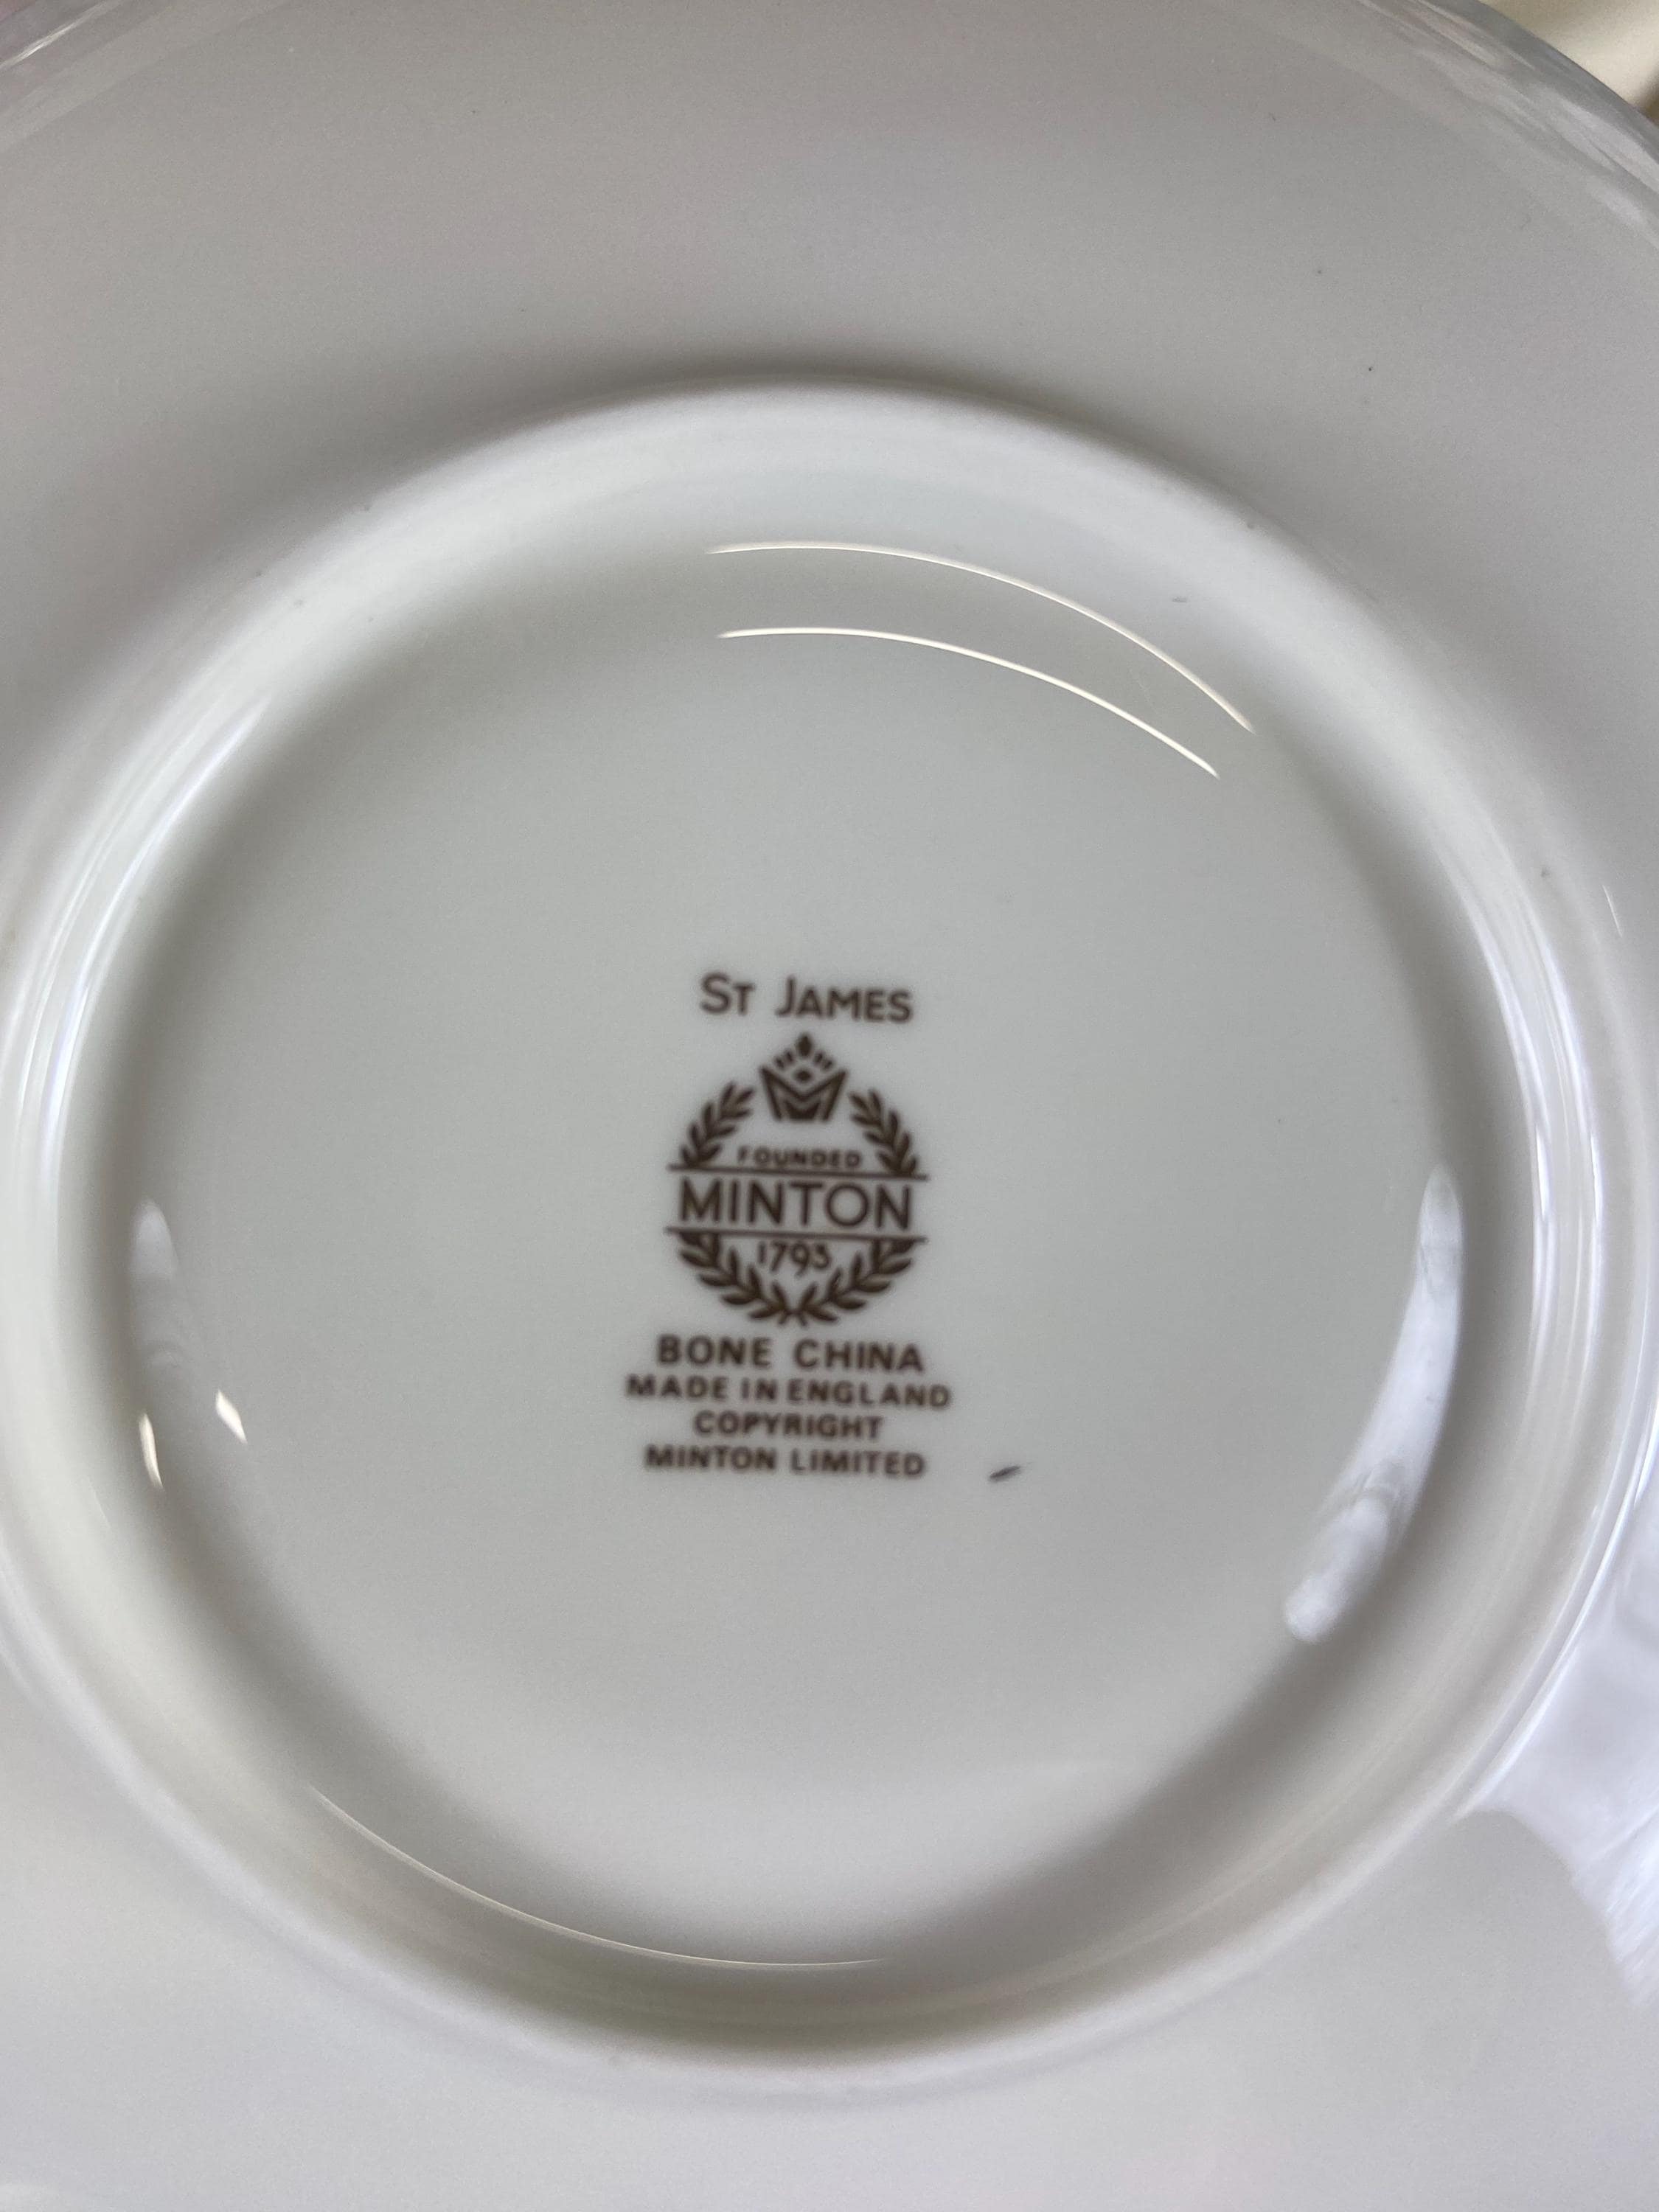 ST JAMES
FOUNDED
MINTON
1793
BONE CHINA
MADE IN ENGLAND
COPYRIGHT
MINTON LIMITED